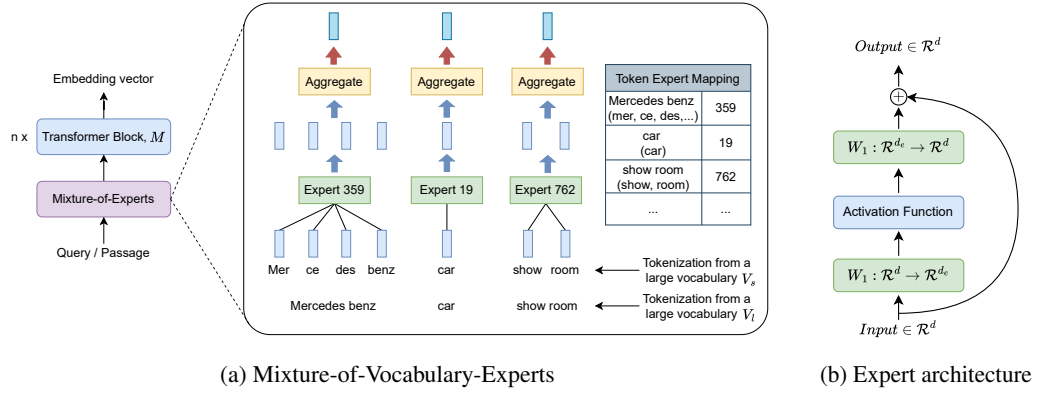 Embedding vector
n x
Transformer Block, M
Mixture-of-Experts
Query / Passage
Aggregate
Aggregate
Aggregate
Expert 359
Expert 19
Expert 762
Mer ce des benz
car
show room
Tokenization from a
large vocabulary V_s
Mercedes benz
car
show room
Tokenization from a
large vocabulary V_l
Token Expert Mapping
Mercedes benz
(mer, ce, des,...)
359
car
(car)
19
show room
(show, room)
762
...
...
(a) Mixture-of-Vocabulary-Experts
Output ∈ R^d
+
W_1 : R^{d_e} → R^d
Activation Function
W_1 : R^d → R^{d_e}
Input ∈ R^d
(b) Expert architecture